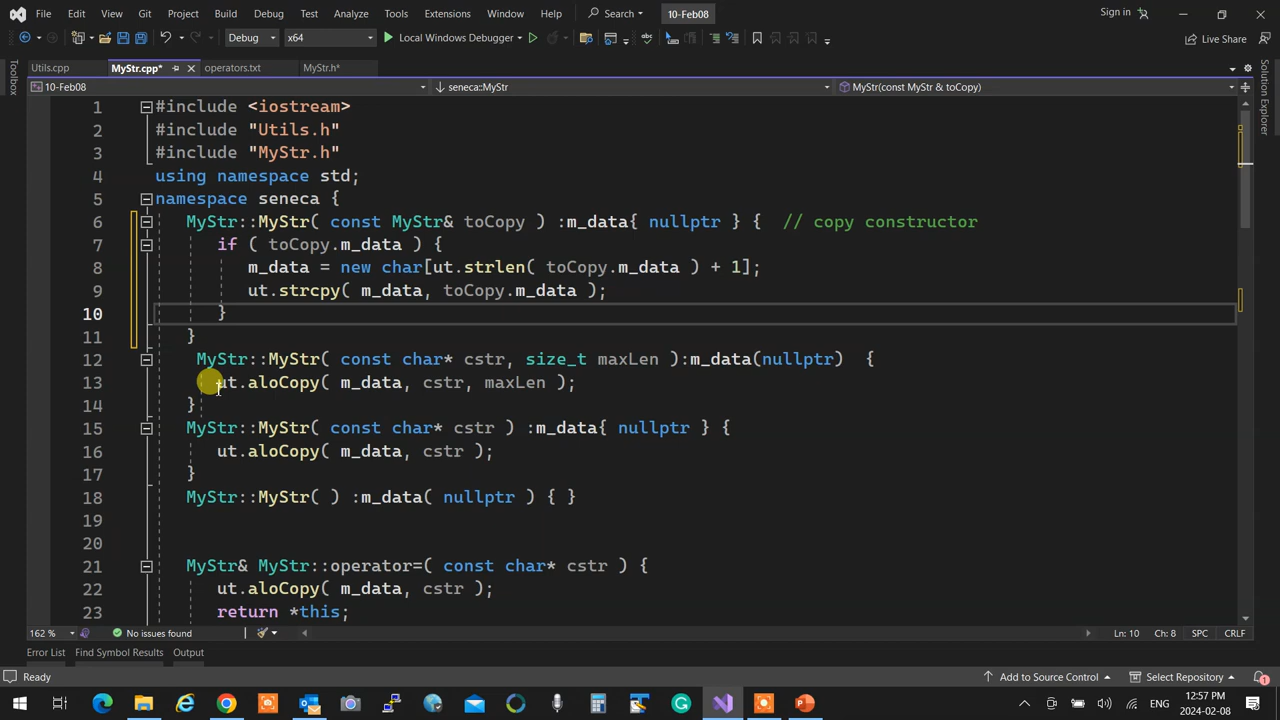 File Edit View Git Project Build Debug Test Analyze Tools Extensions Window Help Search 10-Feb08 Sign in
Debug x64 Local Windows Debugger Live Share
Utils.cpp MyStr.cpp* operators.txt MyStr.h*
10-Feb08 seneca::MyStr MyStr(const MyStr & toCopy)
Toolbox
Solution Explorer
1 #include <iostream>
2 #include "Utils.h"
3 #include "MyStr.h"
4 using namespace std;
5 namespace seneca {
6 MyStr::MyStr( const MyStr& toCopy ) :m_data{ nullptr } { // copy constructor
7 if ( toCopy.m_data ) {
8 m_data = new char[ut.strlen( toCopy.m_data ) + 1];
9 ut.strcpy( m_data, toCopy.m_data );
10 }
11 }
12 MyStr::MyStr( const char* cstr, size_t maxLen ):m_data(nullptr) {
13 ut.aloCopy( m_data, cstr, maxLen );
14 }
15 MyStr::MyStr( const char* cstr ) :m_data{ nullptr } {
16 ut.aloCopy( m_data, cstr );
17 }
18 MyStr::MyStr( ) :m_data( nullptr ) { }
19
20
21 MyStr& MyStr::operator=( const char* cstr ) {
22 ut.aloCopy( m_data, cstr );
23 return *this;
162 % No issues found Ln: 10 Ch: 8 SPC CRLF
Error List Find Symbol Results Output
Ready Add to Source Control Select Repository 1
ENG 12:57 PM
2024-02-08